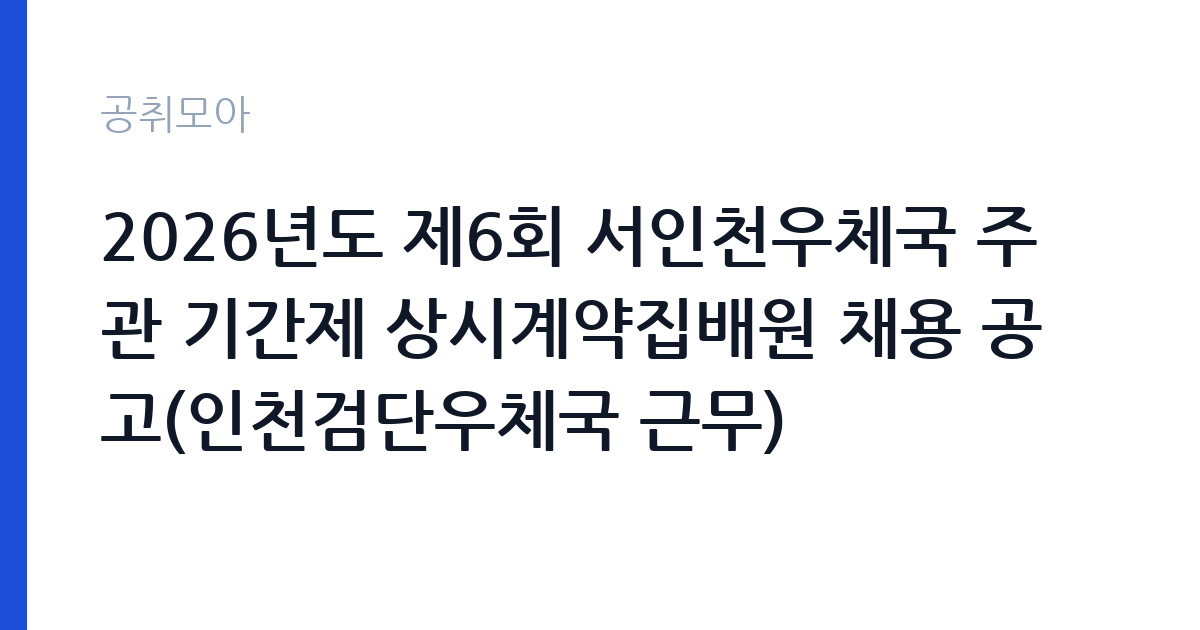 공취모아
2026년도 제6회 서인천우체국 주
관 기간제 상시계약집배원 채용 공
고(인천검단우체국 근무)